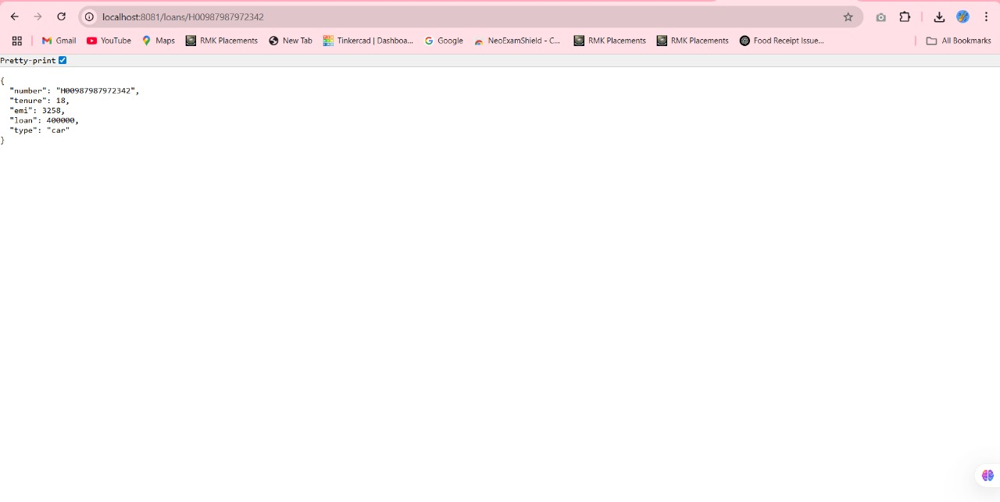 localhost:8081/loans/H00987987972342
Gmail YouTube Maps RMK Placements New Tab Tinkercad | Dashboa... Google NeoExamShield - C... RMK Placements RMK Placements Food Receipt Issue... All Bookmarks
Pretty-print
{
"number": "H00987987972342",
"tenure": 18,
"emi": 3258,
"loan": 400000,
"type": "car"
}